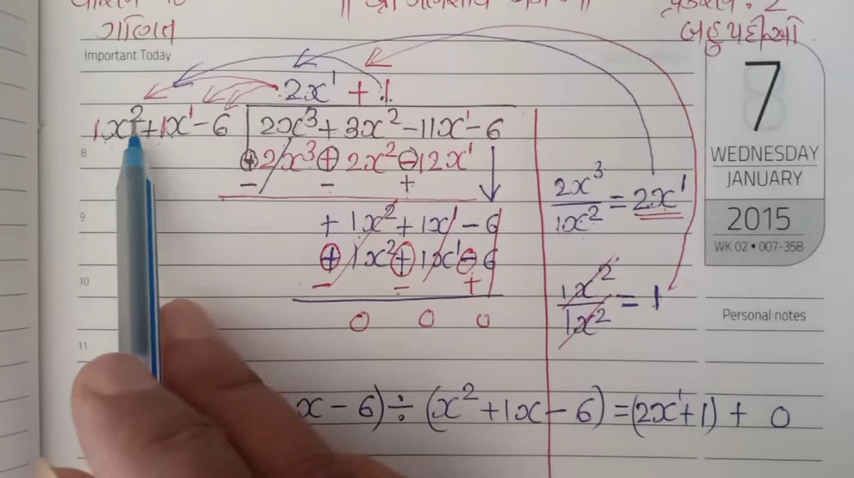 ગણિત
બહુપદીઓ
Important Today
2x¹ + 1
1x² + 1x¹ - 6 | 2x³ + 3x² - 11x¹ - 6
8 ⊕ 2x³ ⊕ 2x² ⊖ 12x¹
- - +
+ 1x² + 1x¹ - 6
9
⊕ 1x² ⊕ 1x¹ ⊖ 6
10 - - +
0 0 0
11
2x³/1x² = 2x¹
1x²/1x² = 1
x - 6) ÷ (x² + 1x - 6) = (2x¹ + 1) + 0
7
WEDNESDAY
JANUARY
2015
WK 02 • 007-358
Personal notes